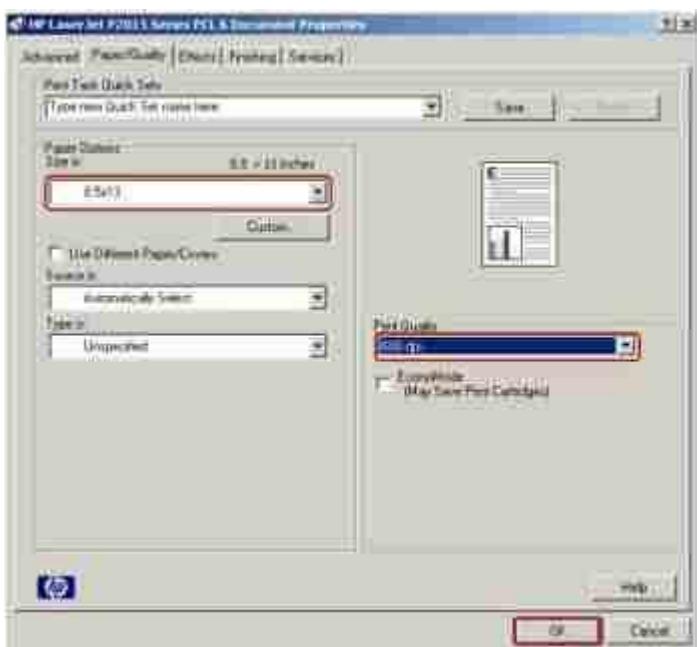 HP LaserJet P2015 Series PCL 6 Document Properties
Advanced Paper/Quality Effects Finishing Services
Print Task Quick Sets
Type new Quick Set name here
Save
Paper Options
Size is:
8.5 × 13 inches
8.5x13
Custom...
Use Different Paper/Covers
Source is:
Automatically Select
Type is:
Unspecified
Print Quality
EconoMode
(May Save Print Cartridges)
hp
Help
OK Cancel